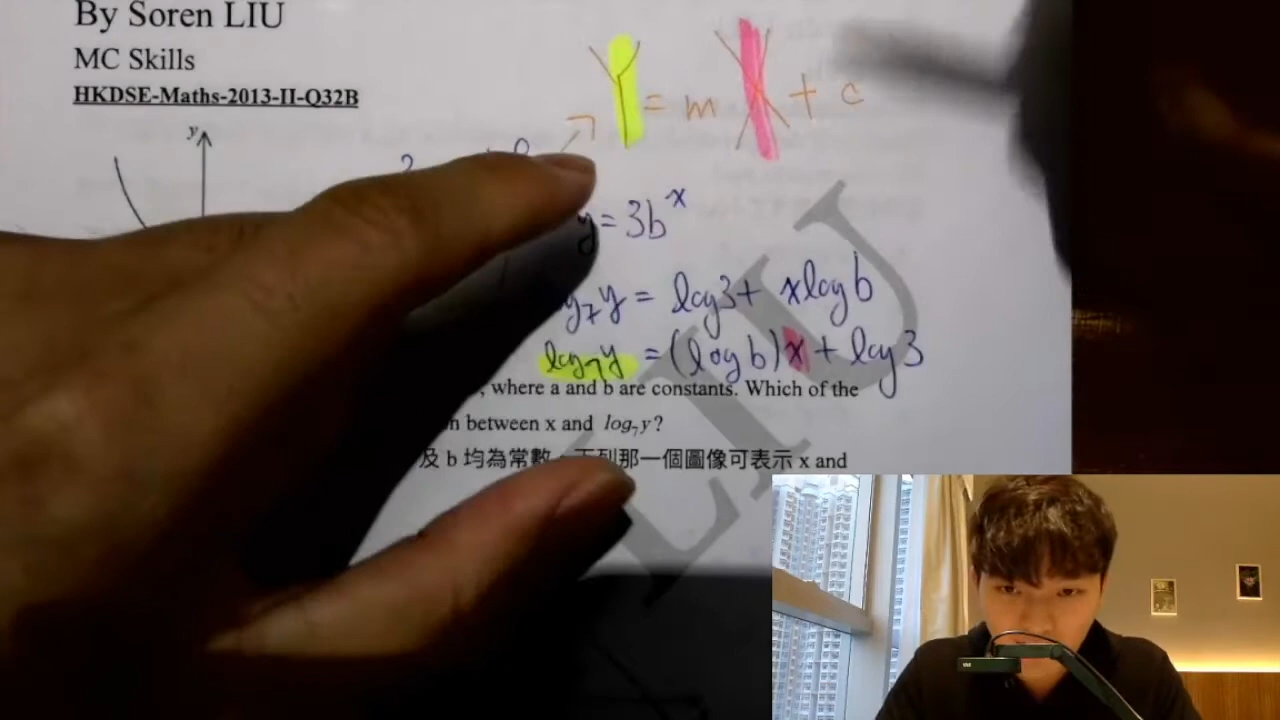 By Soren LIU
MC Skills
HKDSE-Maths-2013-II-Q32B
Y = m X + c
y
y = 3b^x
y = log3 + x log b
log₇y = (log b) x + log 3
, where a and b are constants. Which of the
between x and log₇y?
及 b 均為常數。下列那一個圖像可表示 x and
LIU